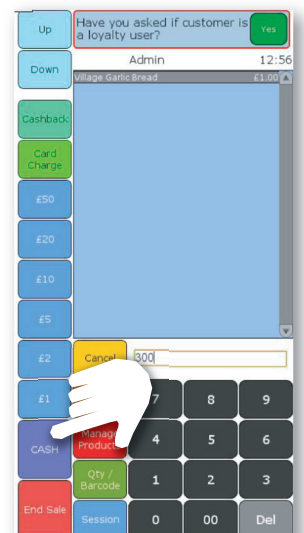 Up
Have you asked if customer is
a loyalty user?
Yes
Down
Admin
12:56
Village Garlic Bread
£1.00
Cashback
Card
Charge
£50
£20
£10
£5
£2
Cancel
300
£1
7
8
9
CASH
Manage
Product
4
5
6
Qty /
Barcode
1
2
3
End Sale
Session
0
00
Del